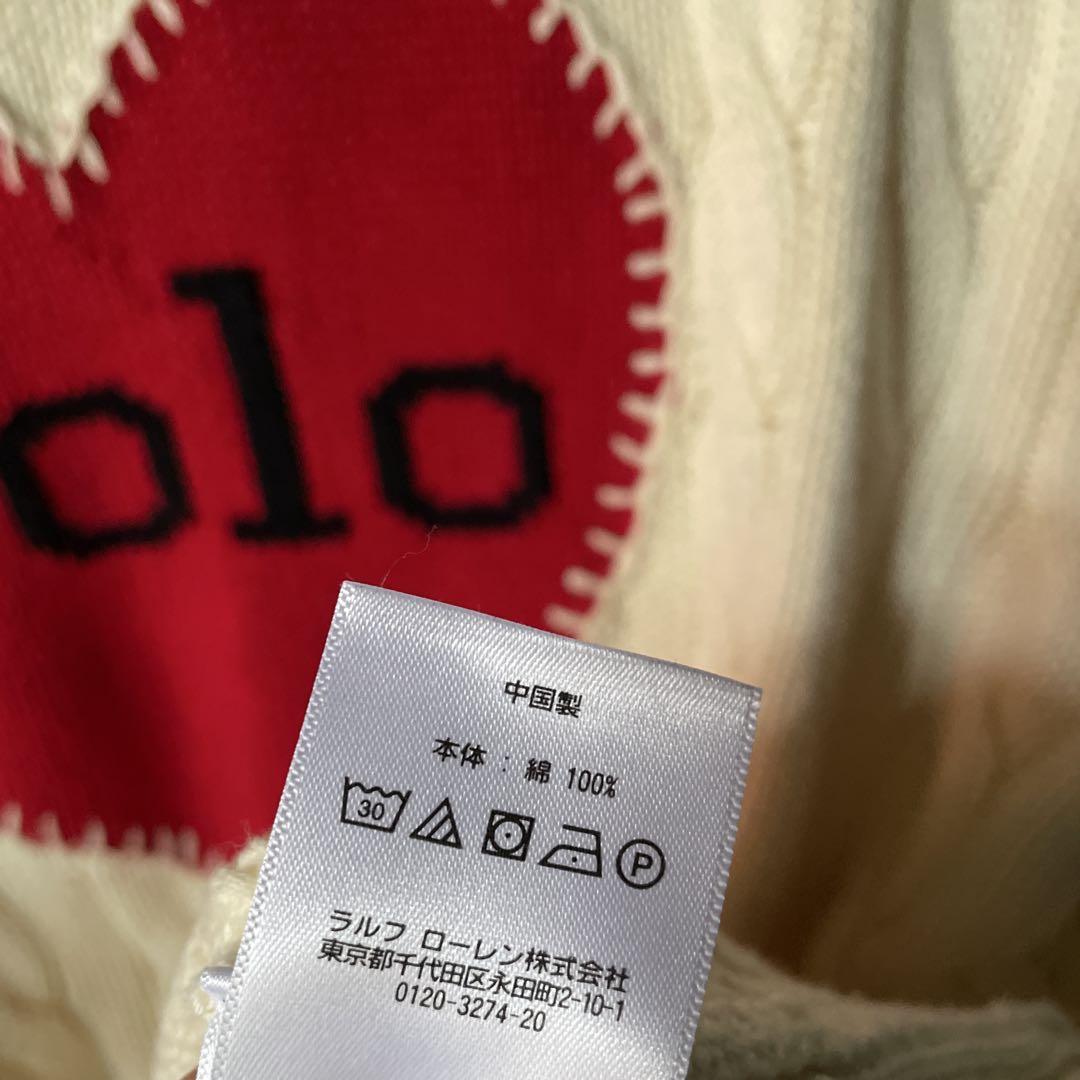 olo
中国製
本体 : 綿 100%
30
P
ラルフ ローレン株式会社
東京都千代田区永田町2-10-1
0120-3274-20